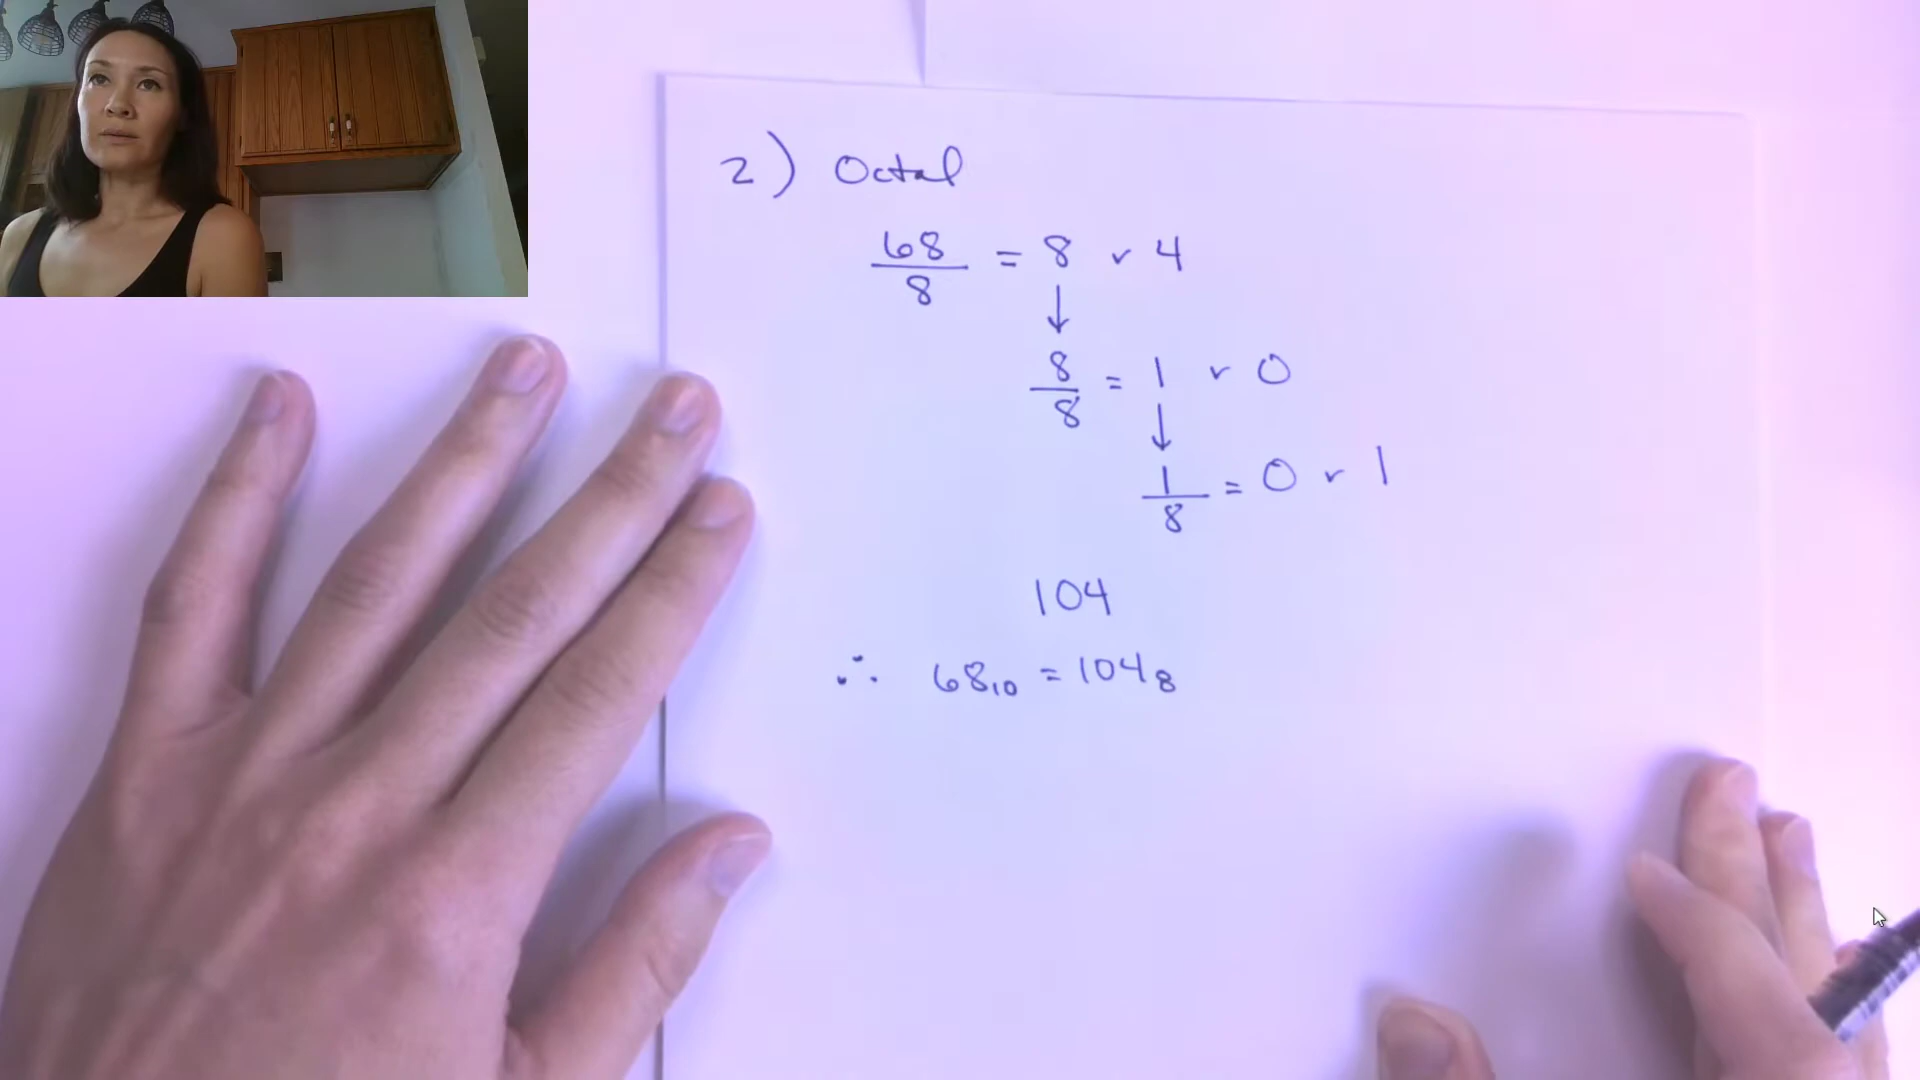 2) Octal
68/8 = 8 r 4
↓
8/8 = 1 r 0
↓
1/8 = 0 r 1
104
∴ 68₁₀ = 104₈